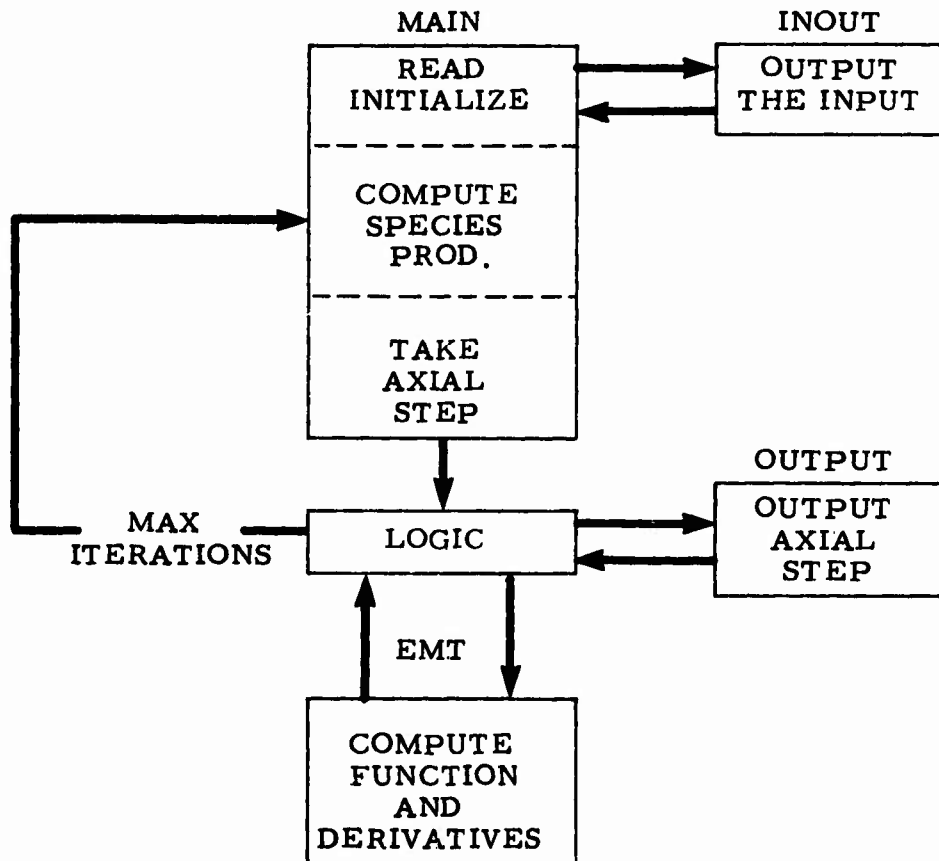 MAIN
READ
INITIALIZE
INOUT
OUTPUT
THE INPUT
COMPUTE
SPECIES
PROD.
TAKE
AXIAL
STEP
MAX
ITERATIONS
LOGIC
OUTPUT
OUTPUT
AXIAL
STEP
EMT
COMPUTE
FUNCTION
AND
DERIVATIVES